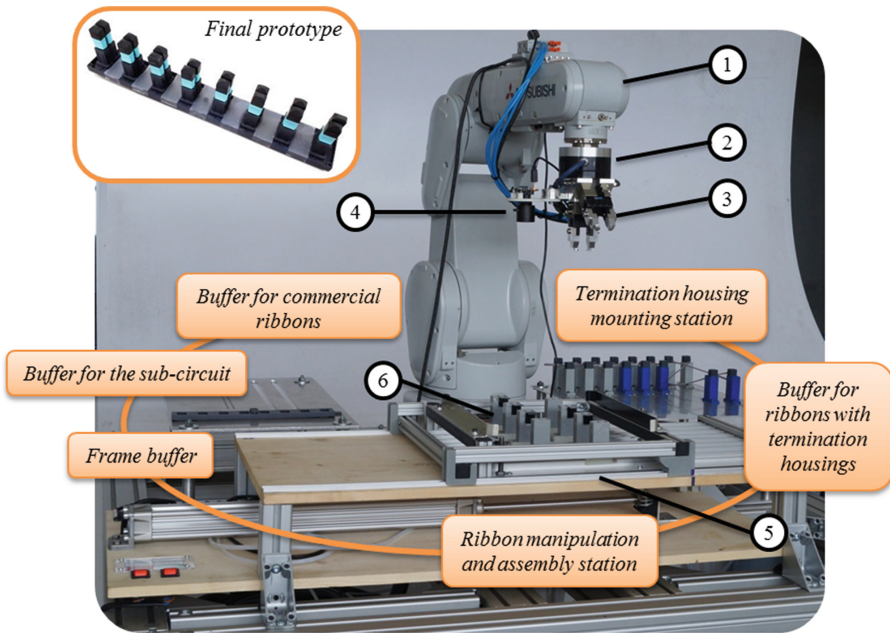 Final prototype
1
SUBISHI
2
3
4
Buffer for commercial
ribbons
Termination housing
mounting station
Buffer for the sub-circuit
6
Buffer for
ribbons with
termination
housings
Frame buffer
5
Ribbon manipulation
and assembly station